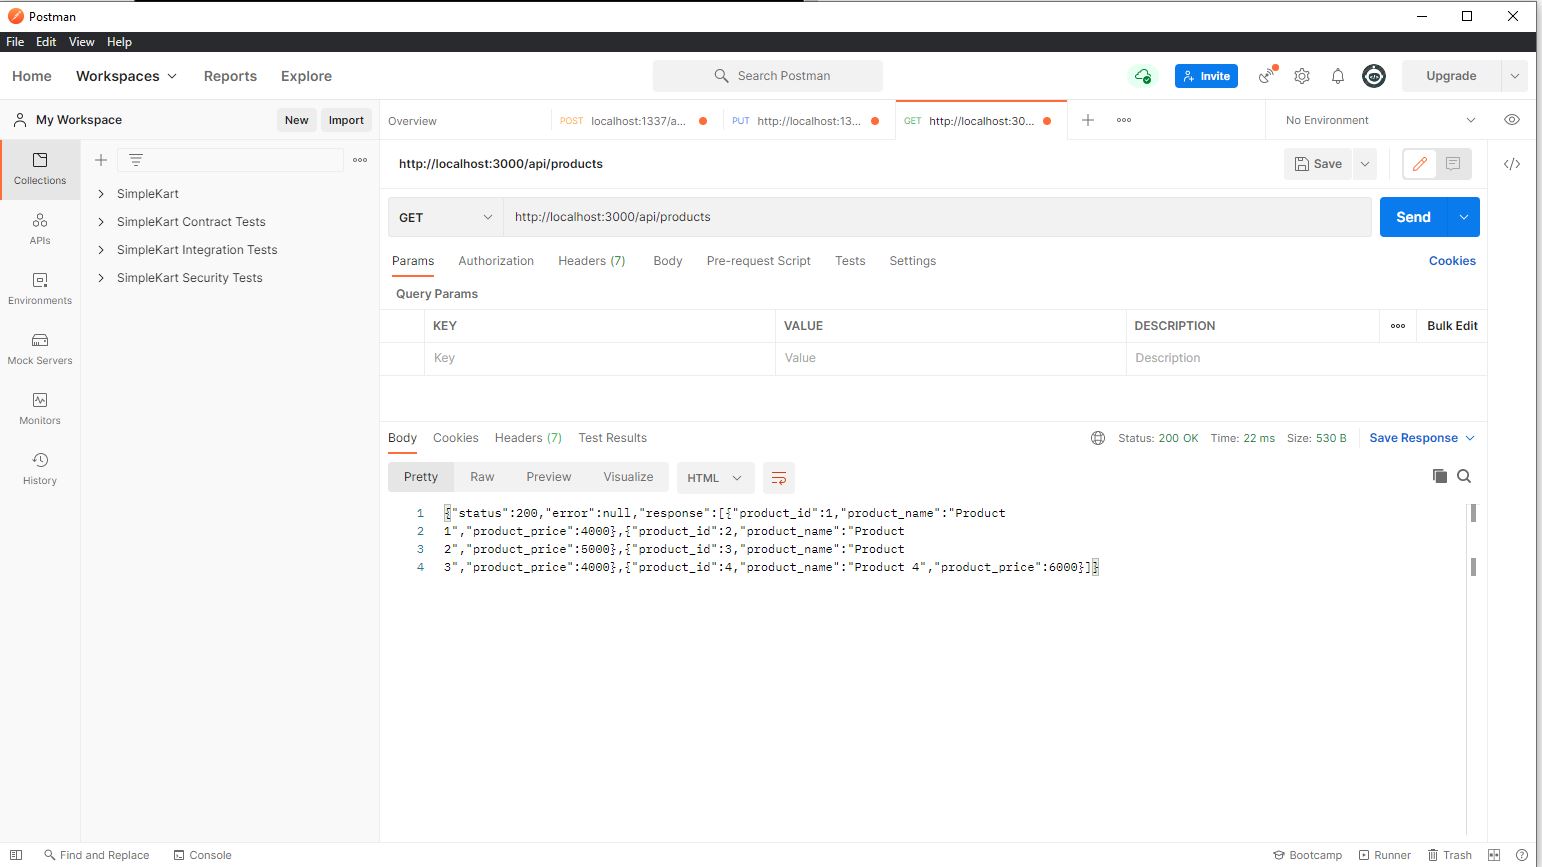 Postman
File Edit View Help
Home Workspaces Reports Explore Search Postman Invite Upgrade
My Workspace New Import
Overview POST localhost:1337/a... PUT http://localhost:13... GET http://localhost:30... No Environment
http://localhost:3000/api/products Save
Collections
APIs
Environments
Mock Servers
Monitors
History
SimpleKart
SimpleKart Contract Tests
SimpleKart Integration Tests
SimpleKart Security Tests
GET http://localhost:3000/api/products Send
Params Authorization Headers (7) Body Pre-request Script Tests Settings Cookies
Query Params
KEY VALUE DESCRIPTION Bulk Edit
Key Value Description
Body Cookies Headers (7) Test Results Status: 200 OK Time: 22 ms Size: 530 B Save Response
Pretty Raw Preview Visualize HTML
1 {"status":200,"error":null,"response":[{"product_id":1,"product_name":"Product
2 1","product_price":4000},{"product_id":2,"product_name":"Product
3 2","product_price":5000},{"product_id":3,"product_name":"Product
4 3","product_price":4000},{"product_id":4,"product_name":"Product 4","product_price":6000}]}
Find and Replace Console Bootcamp Runner Trash